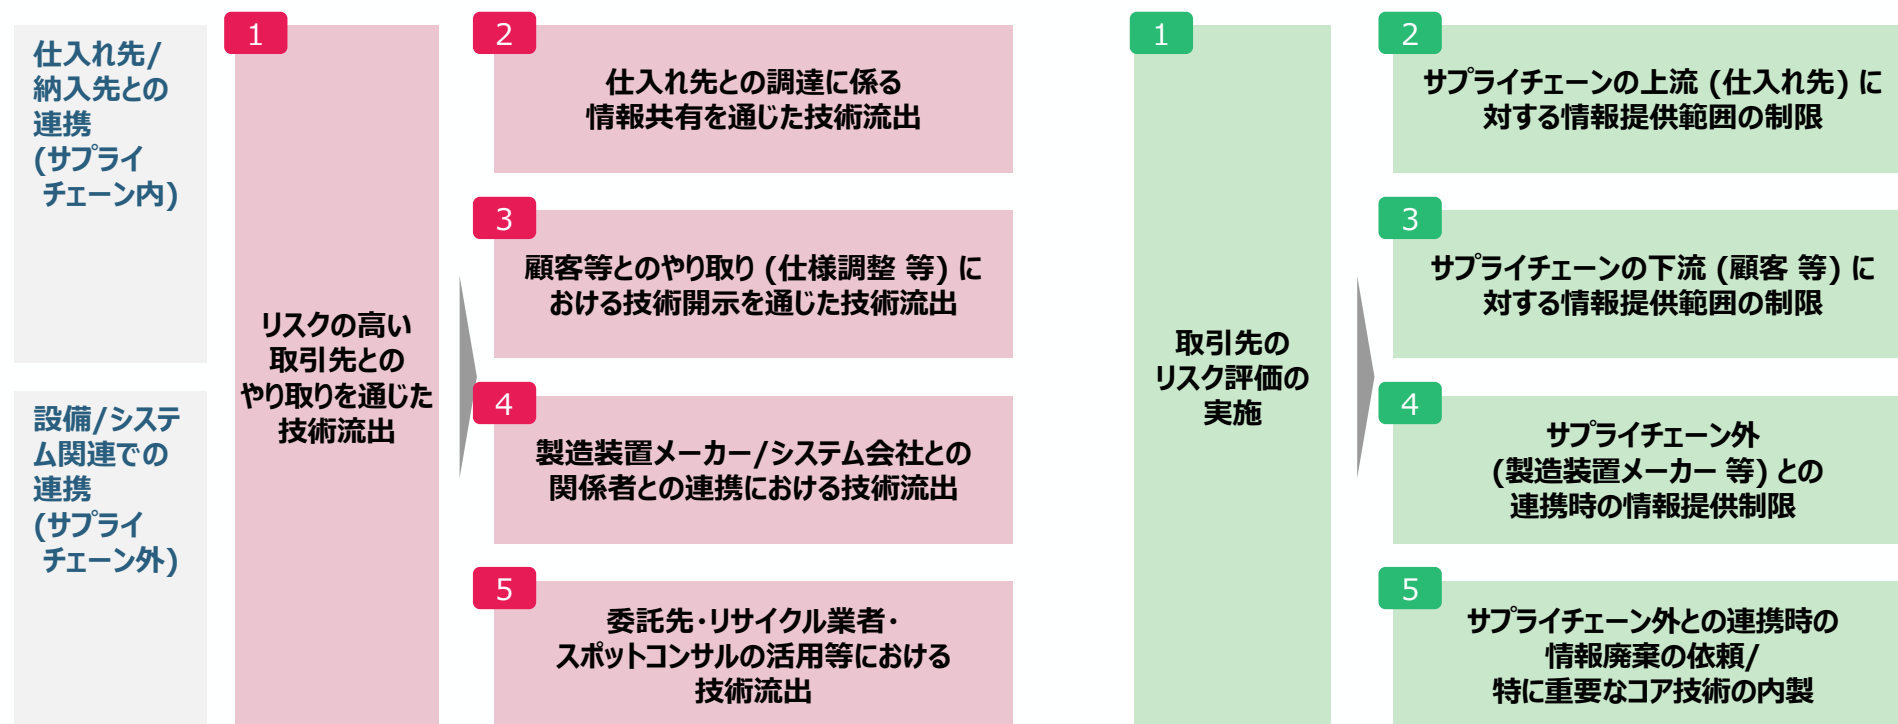 仕入れ先/
納入先との
連携
(サプライ
チェーン内)
設備/システ
ム関連での
連携
(サプライ
チェーン外)
1
リスクの高い
取引先との
やり取りを通じた
技術流出
2
仕入れ先との調達に係る
情報共有を通じた技術流出
3
顧客等とのやり取り (仕様調整 等) に
おける技術開示を通じた技術流出
4
製造装置メーカー/システム会社との
関係者との連携における技術流出
5
委託先・リサイクル業者・
スポットコンサルの活用等における
技術流出
1
取引先の
リスク評価の
実施
2
サプライチェーンの上流 (仕入れ先) に
対する情報提供範囲の制限
3
サプライチェーンの下流 (顧客 等) に
対する情報提供範囲の制限
4
サプライチェーン外
(製造装置メーカー 等) との
連携時の情報提供制限
5
サプライチェーン外との連携時の
情報廃棄の依頼/
特に重要なコア技術の内製